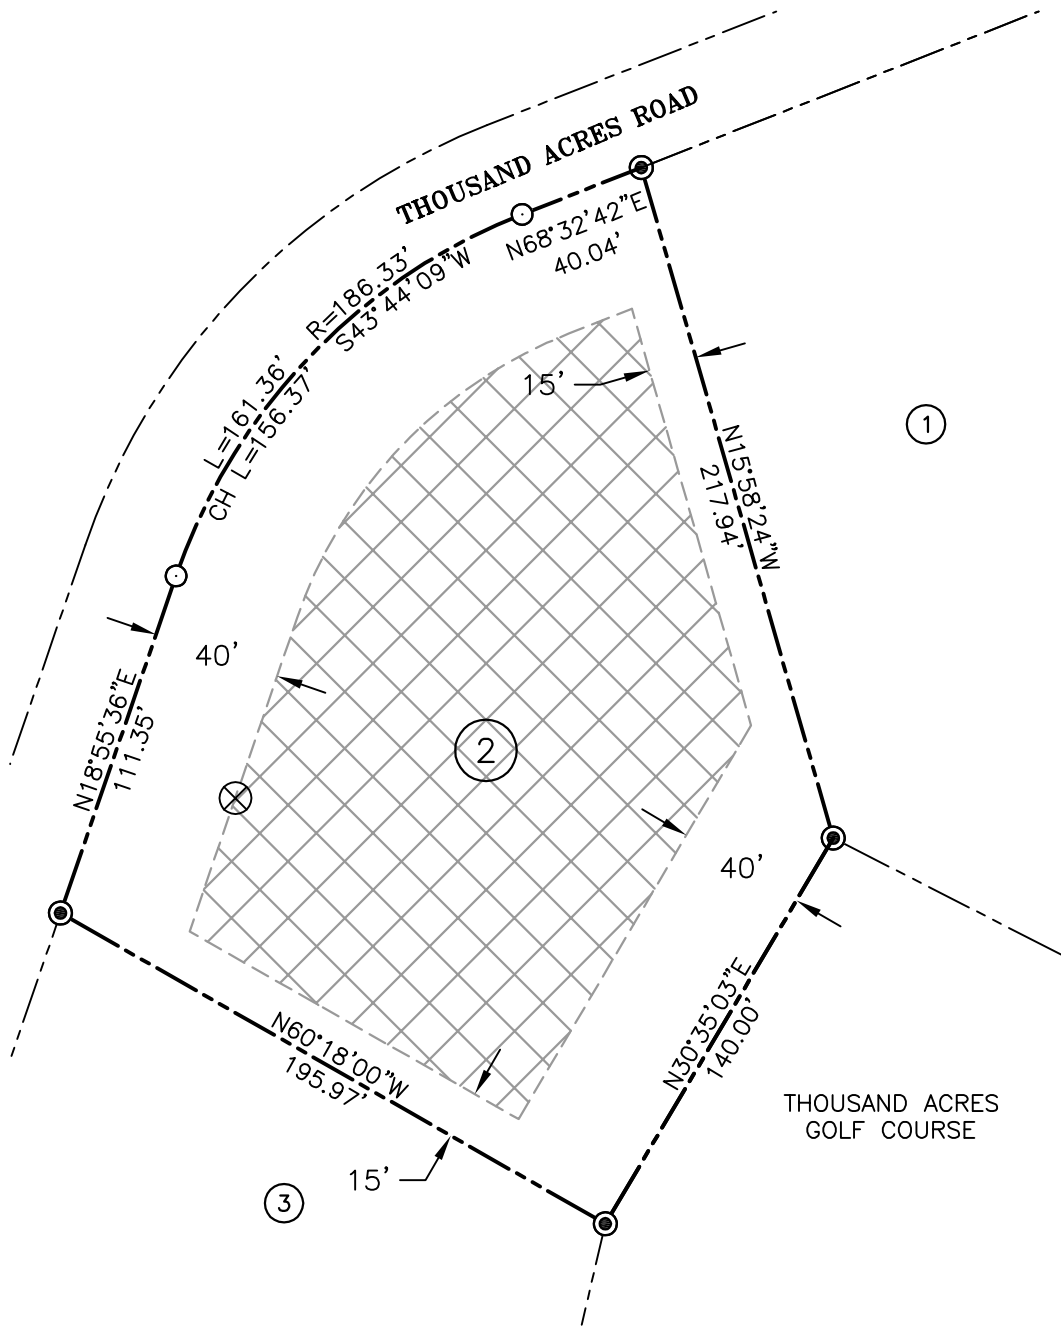 THOUSAND ACRES ROAD
N68°32'42"E
40.04'
R=186.33'
S43°44'09"W
L=161.36'
CH L=156.37'
15'
1
N15°58'24"W
217.94'
40'
N18°55'36"E
111.35'
2
40'
N30°35'03"E
140.00'
N60°18'00"W
195.97'
THOUSAND ACRES
GOLF COURSE
15'
3